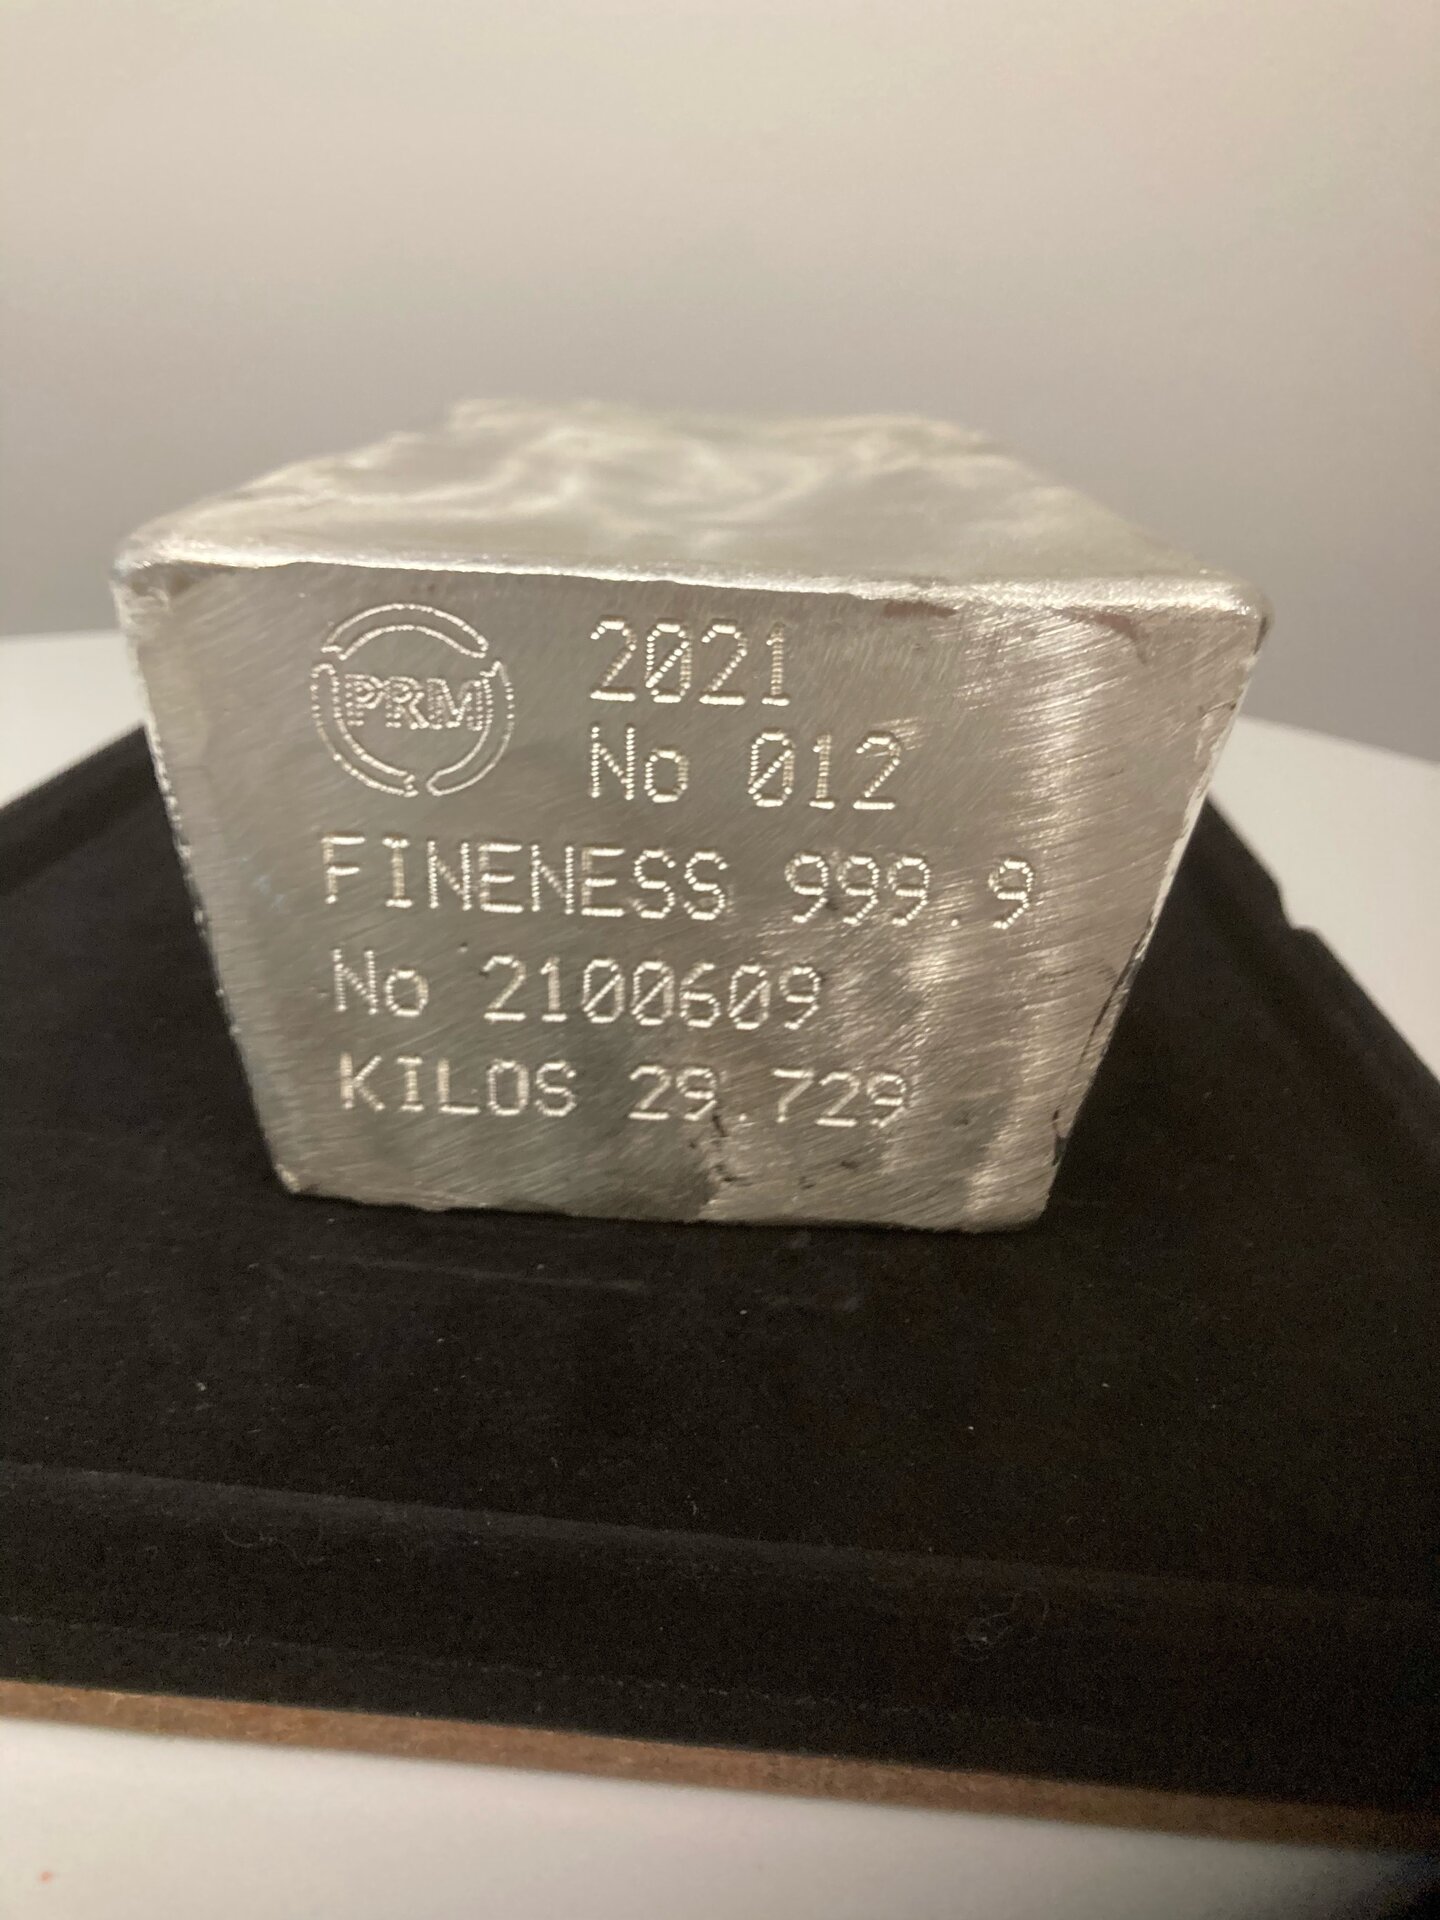 PRM
2021
No 012
FINENESS 999.9
No 2100609
KILOS 29.729